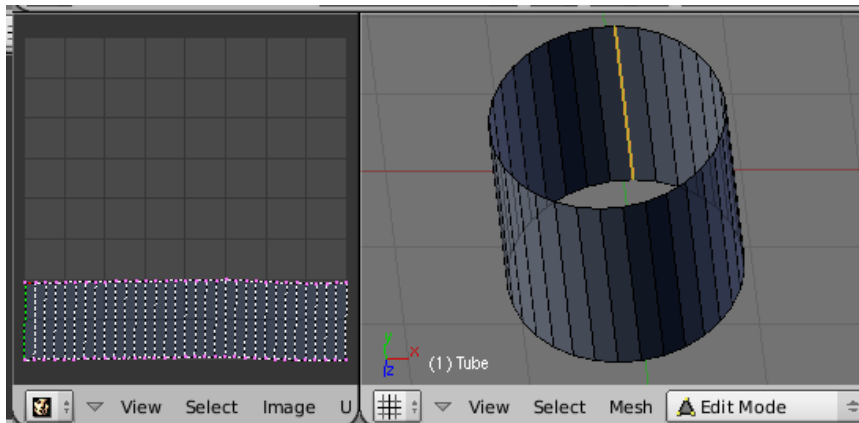 y
x
z
(1) Tube
View Select Image U
View Select Mesh Edit Mode